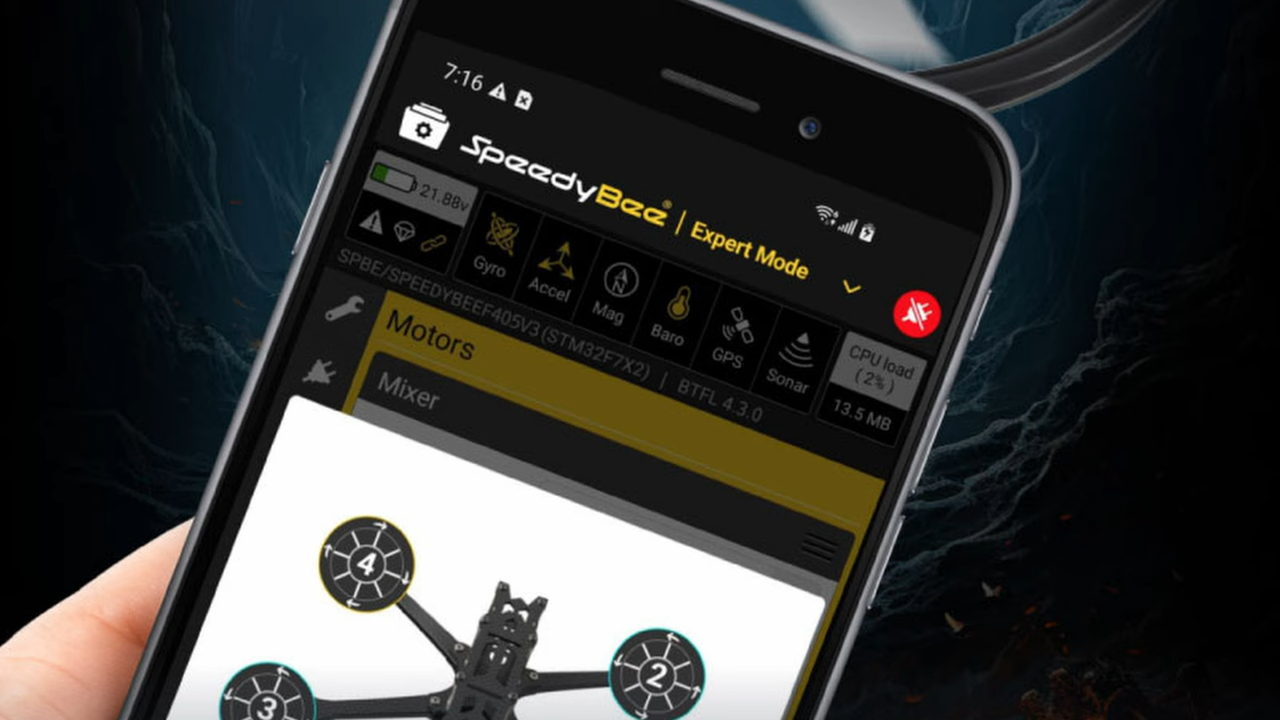 7:16
SpeedyBee® | Expert Mode
21.88v
Gyro
Accel
Mag
Baro
GPS
Sonar
CPU load
( 2% )
13.5 MB
SPBE/SPEEDYBEEF405V3 (STM32F7X2) | BTFL 4.3.0
Motors
Mixer
4
2
3